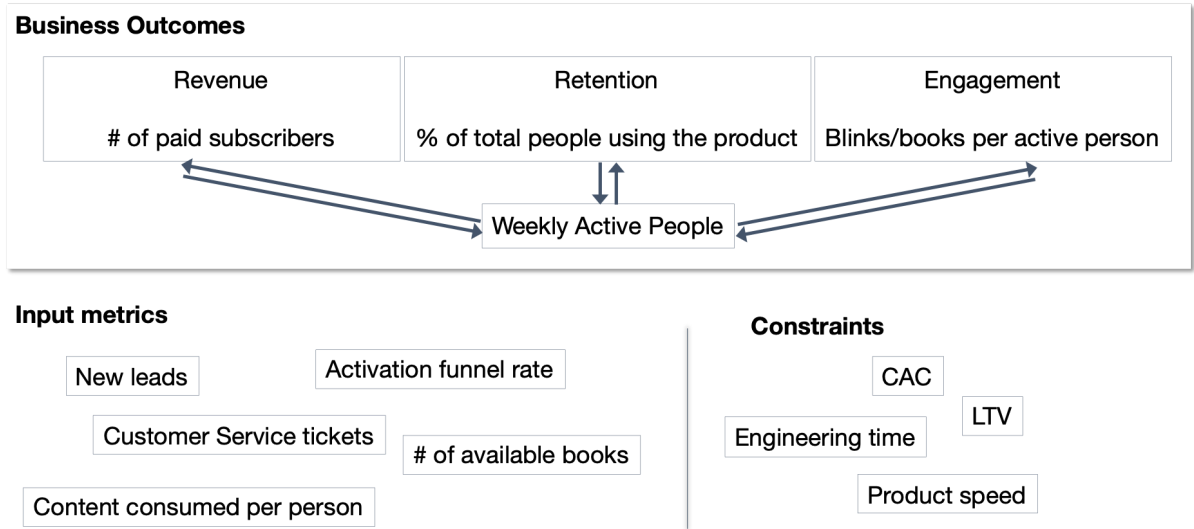 Business Outcomes
Revenue
# of paid subscribers
Retention
% of total people using the product
Engagement
Blinks/books per active person
Weekly Active People
Input metrics
New leads
Activation funnel rate
Customer Service tickets
# of available books
Content consumed per person
Constraints
CAC
LTV
Engineering time
Product speed